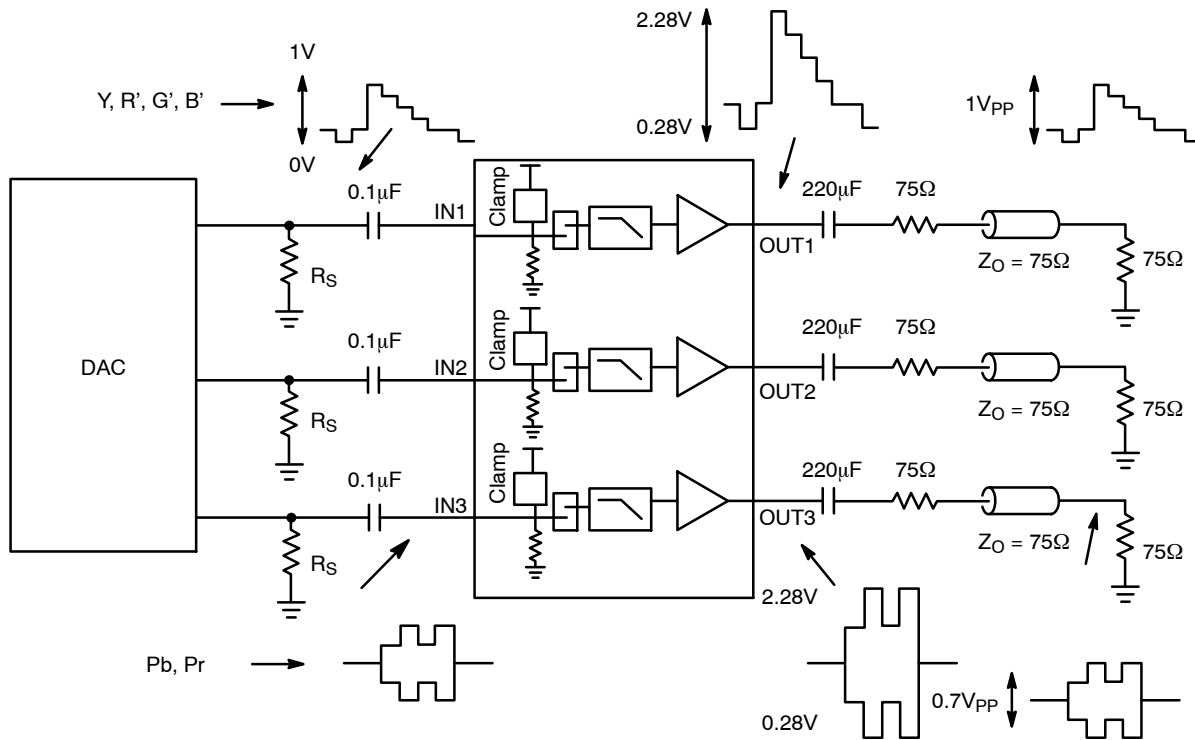 2.28V
1V
Y, R’, G’, B’
1VPP
0.28V
0V
0.1µF
Clamp
220µF
75Ω
IN1
OUT1
ZO = 75Ω
75Ω
RS
0.1µF
Clamp
220µF
75Ω
DAC
IN2
OUT2
ZO = 75Ω
75Ω
RS
0.1µF
Clamp
220µF
75Ω
IN3
OUT3
ZO = 75Ω
75Ω
RS
2.28V
Pb, Pr
0.7VPP
0.28V